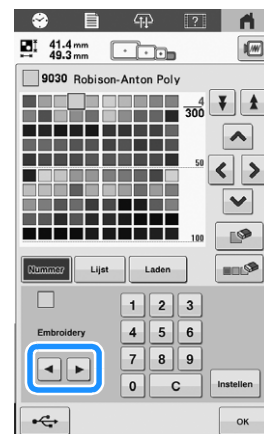 ?
41.4 mm
49.3 mm
9030 Robison-Anton Poly
4
300
50
100
Nummer Lijst Laden
1 2 3
Embroidery
4 5 6
7 8 9
0 C Instellen
OK